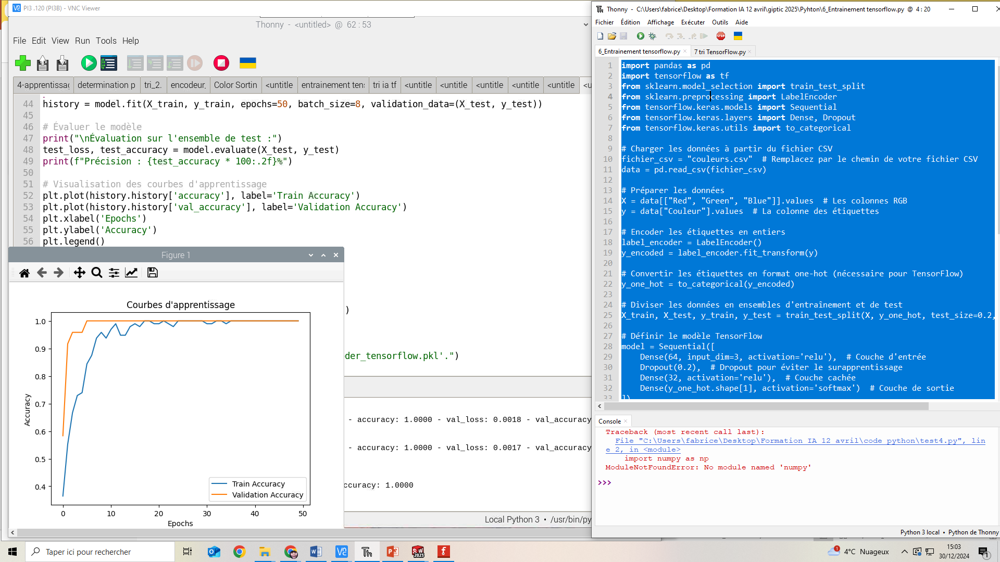 PI3 .120 (PI3B) - VNC Viewer
Thonny - <untitled> @ 62 : 53
File Edit View Run Tools Help
4-apprentissag determination p tri_2. encodeur_ Color Sortin <untitle entrainement ten: tri ia tf <untitle <untitle <untitle <untitle <untitle <u
44 history = model.fit(X_train, y_train, epochs=50, batch_size=8, validation_data=(X_test, y_test))
45
46 # Évaluer le modèle
47 print("\nÉvaluation sur l'ensemble de test :")
48 test_loss, test_accuracy = model.evaluate(X_test, y_test)
49 print(f"Précision : {test_accuracy * 100:.2f}%")
50
51 # Visualisation des courbes d'apprentissage
52 plt.plot(history.history['accuracy'], label='Train Accuracy')
53 plt.plot(history.history['val_accuracy'], label='Validation Accuracy')
54 plt.xlabel('Epochs')
55 plt.ylabel('Accuracy')
56 plt.legend()
)
der_tensorflow.pkl'.")
- accuracy: 1.0000 - val_loss: 0.0018 - val_accuracy
- accuracy: 1.0000 - val_loss: 0.0017 - val_accuracy
ccuracy: 1.0000
Local Python 3 • /usr/bin/py
Figure 1
Courbes d'apprentissage
1.0
0.9
0.8
0.7
0.6
0.5
0.4
Accuracy
Train Accuracy
Validation Accuracy
0 10 20 30 40 50
Epochs
Thonny - C:\Users\fabrice\Desktop\Formation IA 12 avril\giptic 2025\Pyhton\6_Entrainement tensorflow.py @ 4 : 20
Fichier Édition Affichage Exécuter Outils Aide
STOP
6_Entrainement tensorflow.py 7 tri TensorFlow.py
1 import pandas as pd
2 import tensorflow as tf
3 from sklearn.model_selection import train_test_split
4 from sklearn.preprocessing import LabelEncoder
5 from tensorflow.keras.models import Sequential
6 from tensorflow.keras.layers import Dense, Dropout
7 from tensorflow.keras.utils import to_categorical
8
9 # Charger les données à partir du fichier CSV
10 fichier_csv = "couleurs.csv" # Remplacez par le chemin de votre fichier CSV
11 data = pd.read_csv(fichier_csv)
12
13 # Préparer les données
14 X = data[["Red", "Green", "Blue"]].values # Les colonnes RGB
15 y = data["Couleur"].values # La colonne des étiquettes
16
17 # Encoder les étiquettes en entiers
18 label_encoder = LabelEncoder()
19 y_encoded = label_encoder.fit_transform(y)
20
21 # Convertir les étiquettes en format one-hot (nécessaire pour TensorFlow)
22 y_one_hot = to_categorical(y_encoded)
23
24 # Diviser les données en ensembles d'entraînement et de test
25 X_train, X_test, y_train, y_test = train_test_split(X, y_one_hot, test_size=0.2,
26
27 # Définir le modèle TensorFlow
28 model = Sequential([
29 Dense(64, input_dim=3, activation='relu'), # Couche d'entrée
30 Dropout(0.2), # Dropout pour éviter le surapprentissage
31 Dense(32, activation='relu'), # Couche cachée
32 Dense(y_one_hot.shape[1], activation='softmax') # Couche de sortie
33 ])
Console
Traceback (most recent call last):
File "C:\Users\fabrice\Desktop\Formation IA 12 avril\code python\test4.py", lin
e 2, in <module>
import numpy as np
ModuleNotFoundError: No module named 'numpy'
>>>
Python 3 local • Python de Thonny
Taper ici pour rechercher
1 4°C Nuageux
15:03
30/12/2024
1